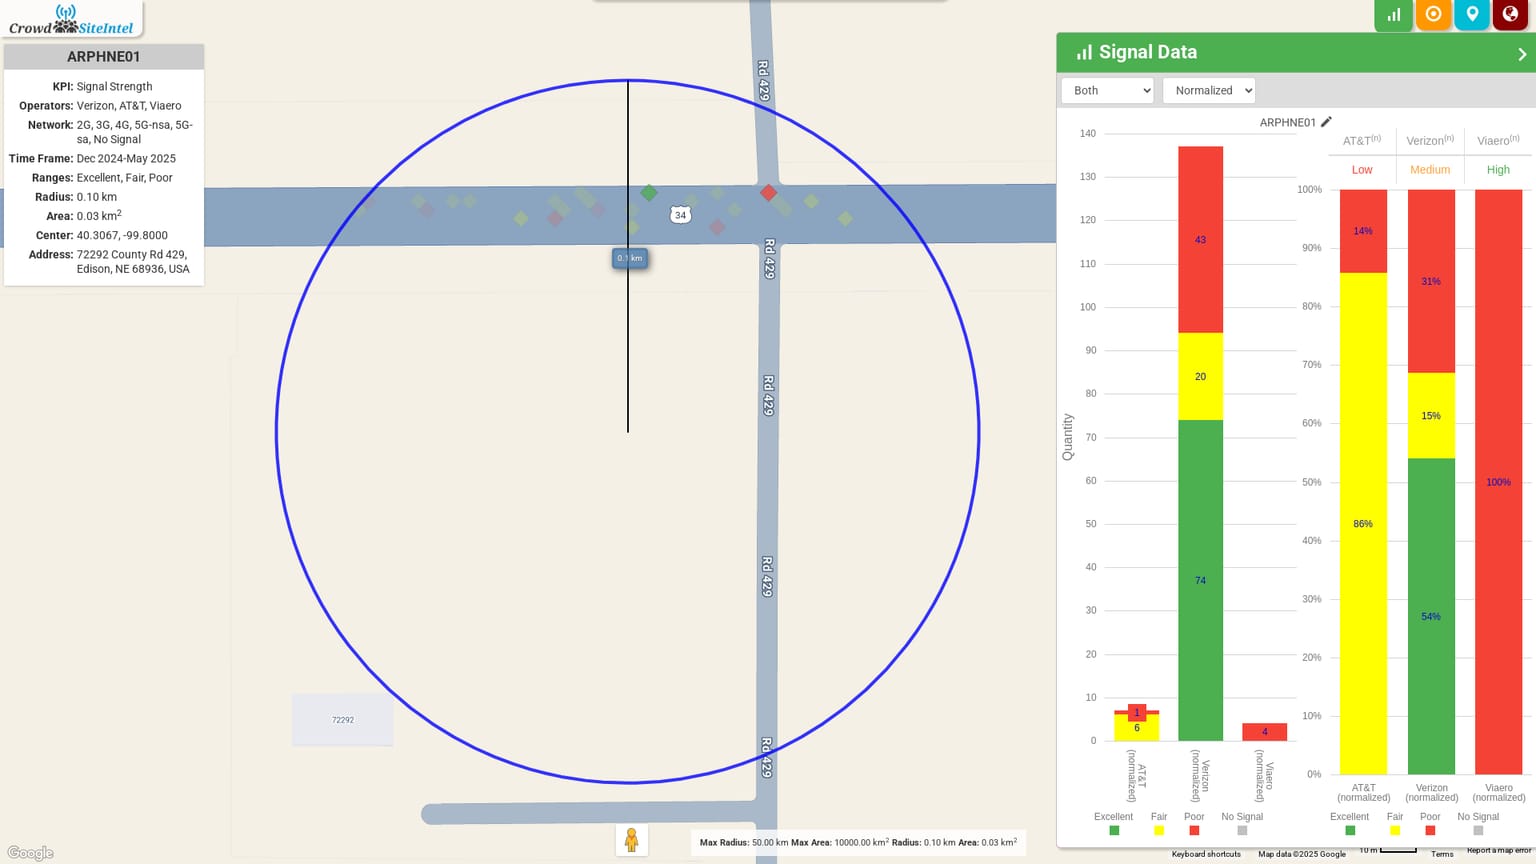 Crowd SiteIntel
ARPHNE01
KPI: Signal Strength
Operators: Verizon, AT&T, Viaero
Network: 2G, 3G, 4G, 5G-nsa, 5G-
sa, No Signal
Time Frame: Dec 2024-May 2025
Ranges: Excellent, Fair, Poor
Radius: 0.10 km
Area: 0.03 km²
Center: 40.3067, -99.8000
Address: 72292 County Rd 429,
Edison, NE 68936, USA
Rd 429
34
Rd 429
0.1 km
Rd 429
Rd 429
72292
Rd 429
Google
Max Radius: 50.00 km Max Area: 10000.00 km² Radius: 0.10 km Area: 0.03 km²
Signal Data
Both
Normalized
ARPHNE01
140
130
120
110
100
90
80
70
60
50
40
30
20
10
0
Quantity
43
20
74
1
6
4
AT&T
(normalized)
Verizon
(normalized)
Viaero
(normalized)
Excellent Fair Poor No Signal
AT&T(n) Verizon(n) Viaero(n)
Low Medium High
100%
90%
80%
70%
60%
50%
40%
30%
20%
10%
0%
14%
86%
31%
15%
54%
100%
AT&T
(normalized)
Verizon
(normalized)
Viaero
(normalized)
Excellent Fair Poor No Signal
Keyboard shortcuts Map data ©2025 Google 10 m Terms Report a map error